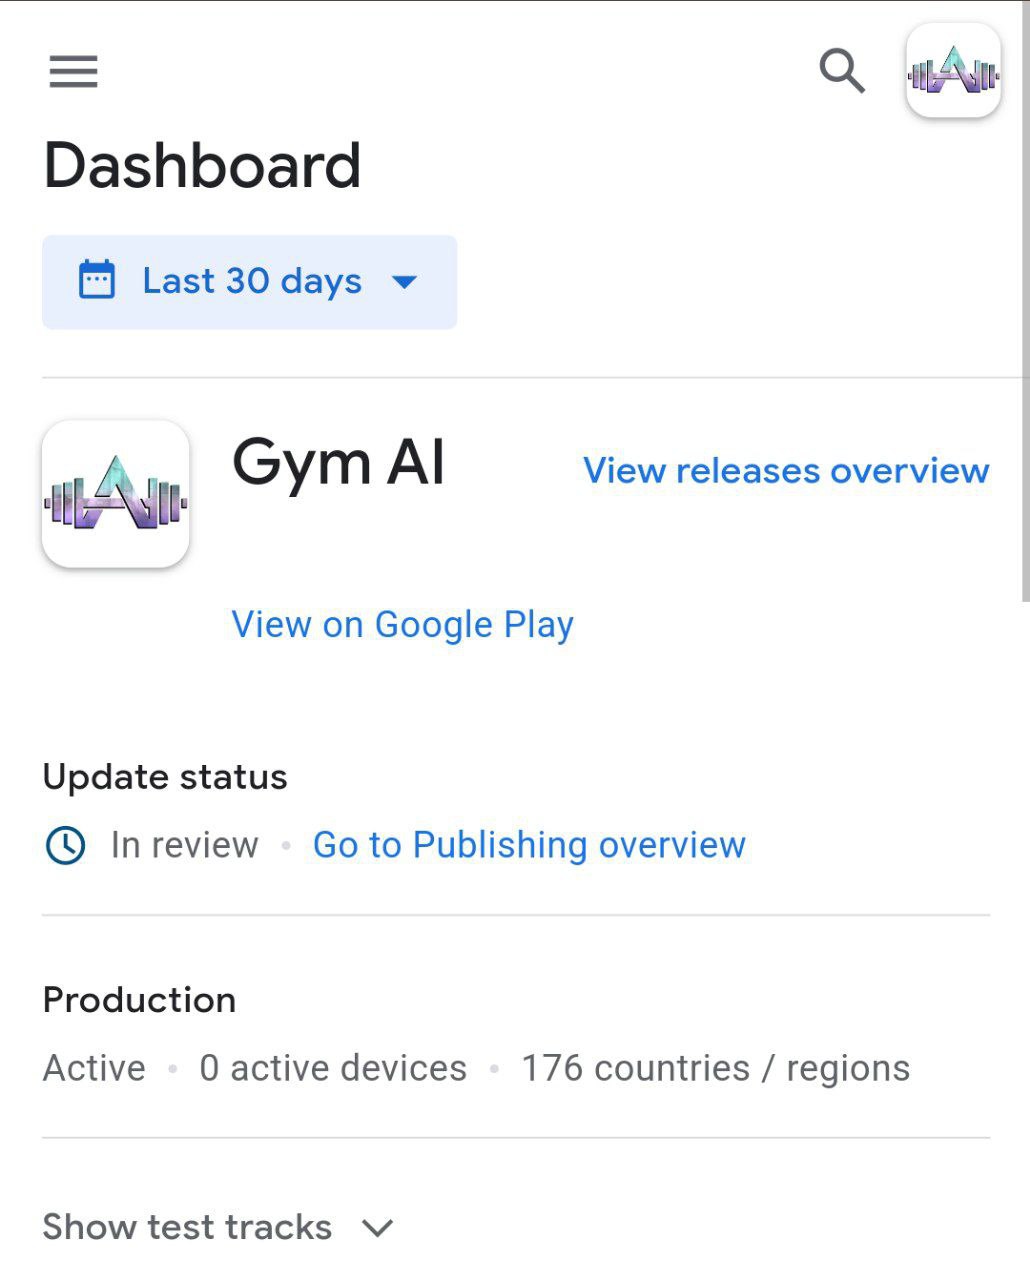 Dashboard
Last 30 days
Gym AI
View releases overview
View on Google Play
Update status
In review • Go to Publishing overview
Production
Active • 0 active devices • 176 countries / regions
Show test tracks